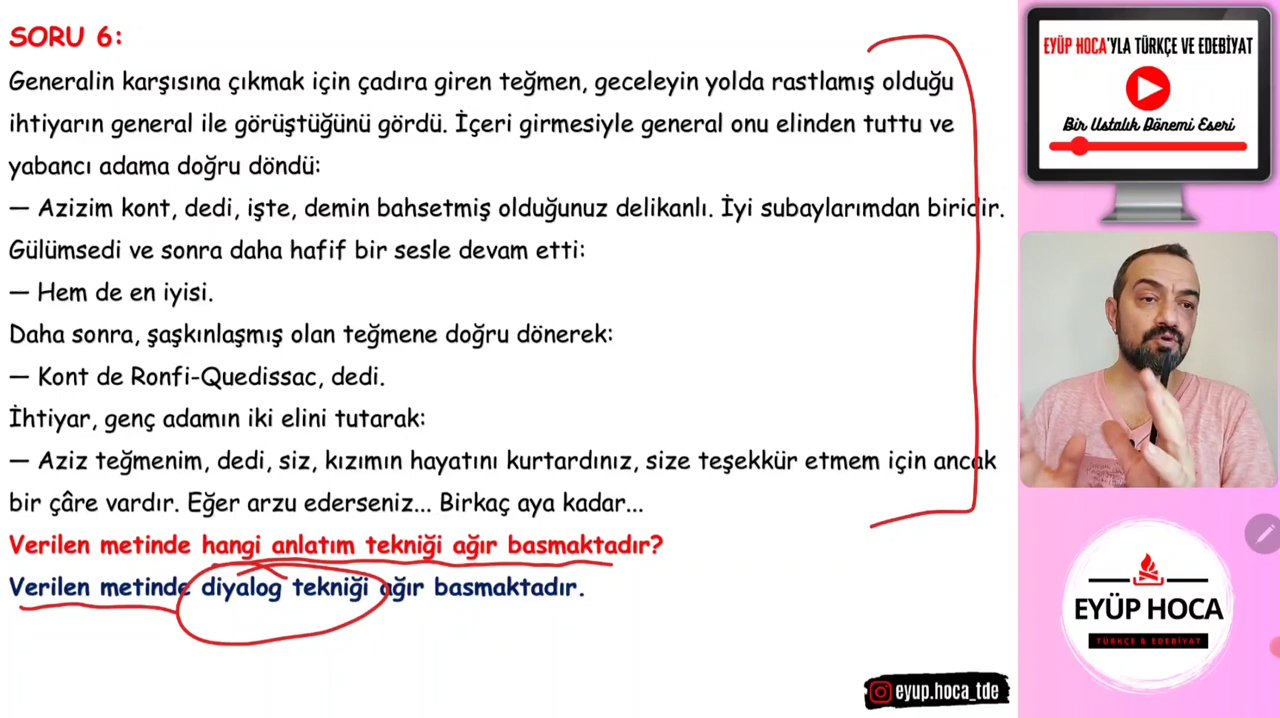 SORU 6:
Generalin karşısına çıkmak için çadıra giren teğmen, geceleyin yolda rastlamış olduğu
ihtiyarın general ile görüştüğünü gördü. İçeri girmesiyle general onu elinden tuttu ve
yabancı adama doğru döndü:
— Azizim kont, dedi, işte, demin bahsetmiş olduğunuz delikanlı. İyi subaylarımdan biridir.
Gülümsedi ve sonra daha hafif bir sesle devam etti:
— Hem de en iyisi.
Daha sonra, şaşkınlaşmış olan teğmene doğru dönerek:
— Kont de Ronfi-Quedissac, dedi.
İhtiyar, genç adamın iki elini tutarak:
— Aziz teğmenim, dedi, siz, kızımın hayatını kurtardınız, size teşekkür etmem için ancak
bir çâre vardır. Eğer arzu ederseniz... Birkaç aya kadar...
Verilen metinde hangi anlatım tekniği ağır basmaktadır?
Verilen metinde diyalog tekniği ağır basmaktadır.
EYÜP HOCA'YLA TÜRKÇE VE EDEBİYAT
Bir Ustalık Dönemi Eseri
EYÜP HOCA
TÜRKÇE & EDEBİYAT
eyup.hoca_tde